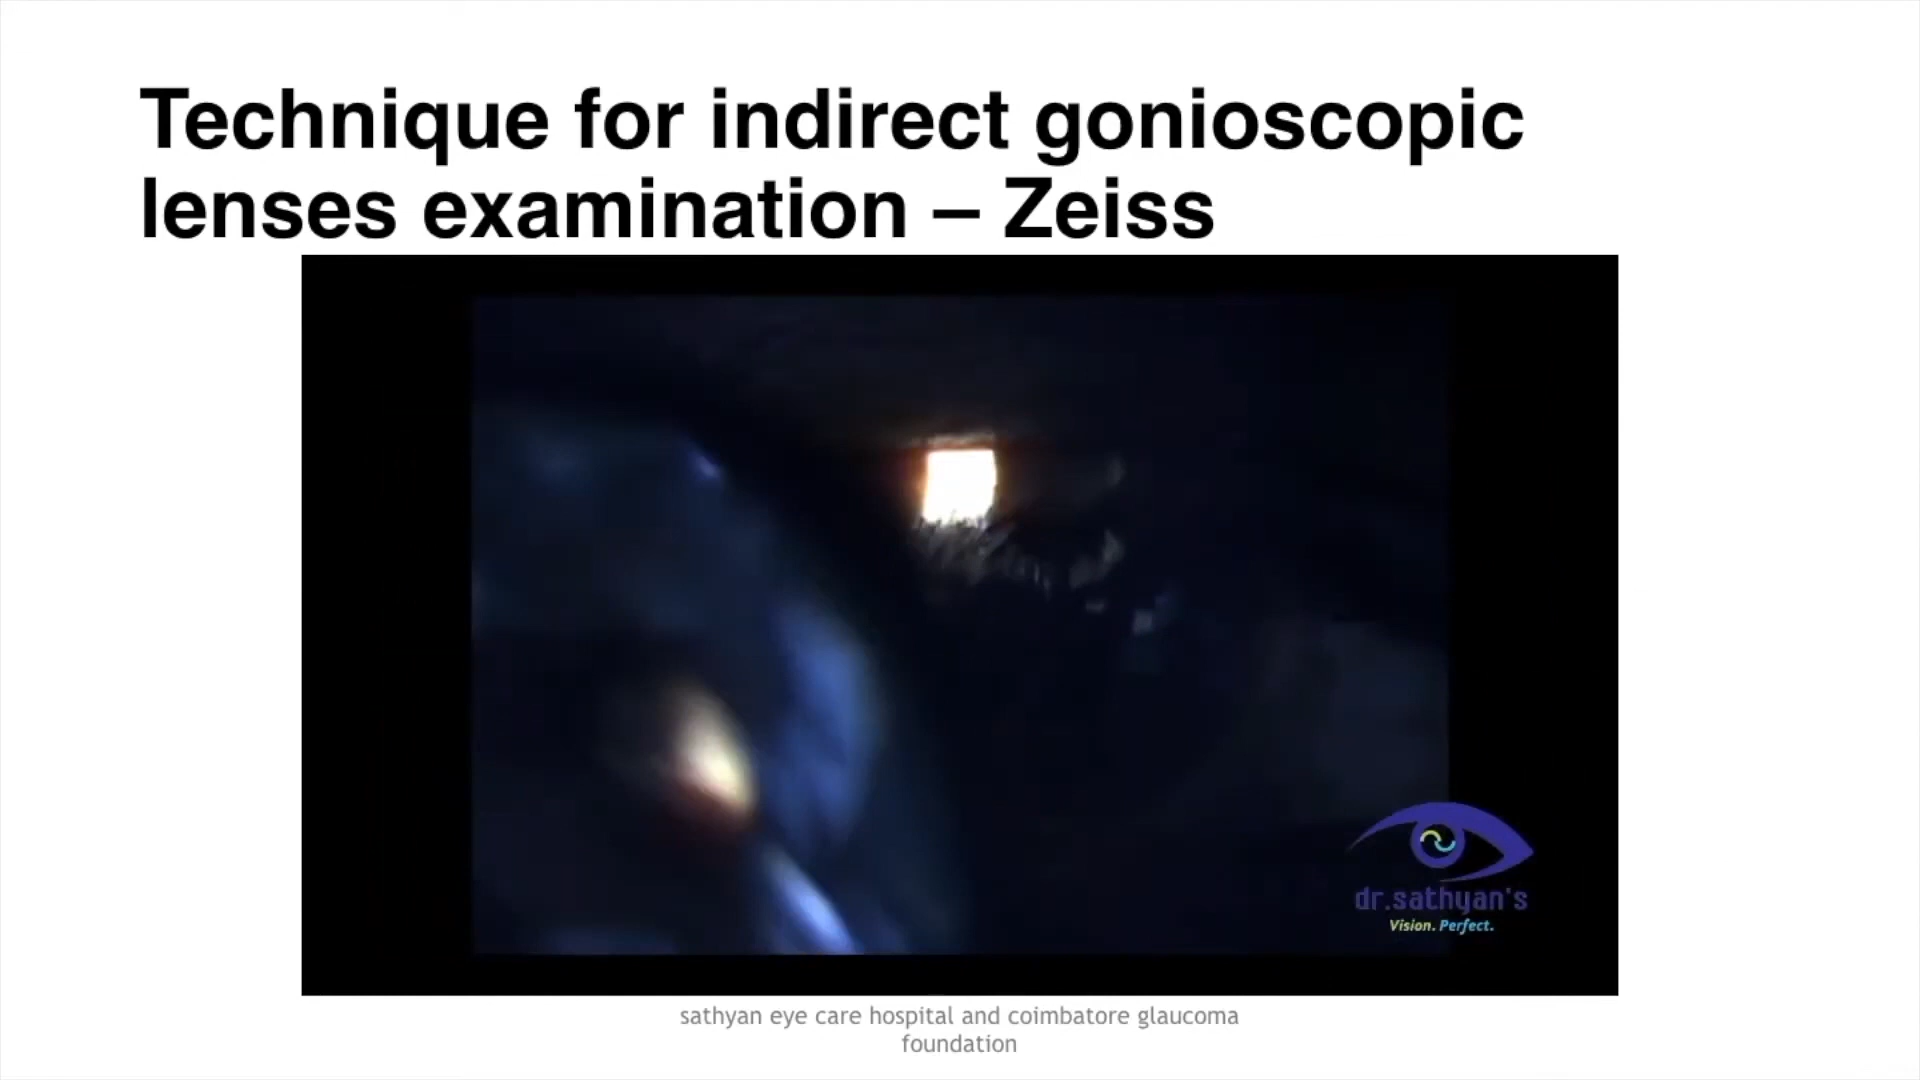 Technique for indirect gonioscopic
lenses examination – Zeiss
dr.sathyan's
Vision. Perfect.
sathyan eye care hospital and coimbatore glaucoma
foundation